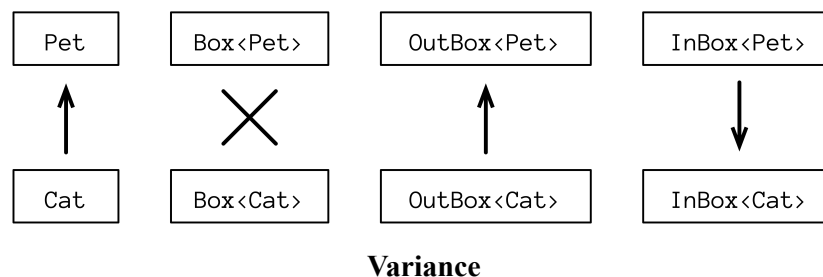 Pet Box<Pet> OutBox<Pet> InBox<Pet>
Cat Box<Cat> OutBox<Cat> InBox<Cat>
Variance